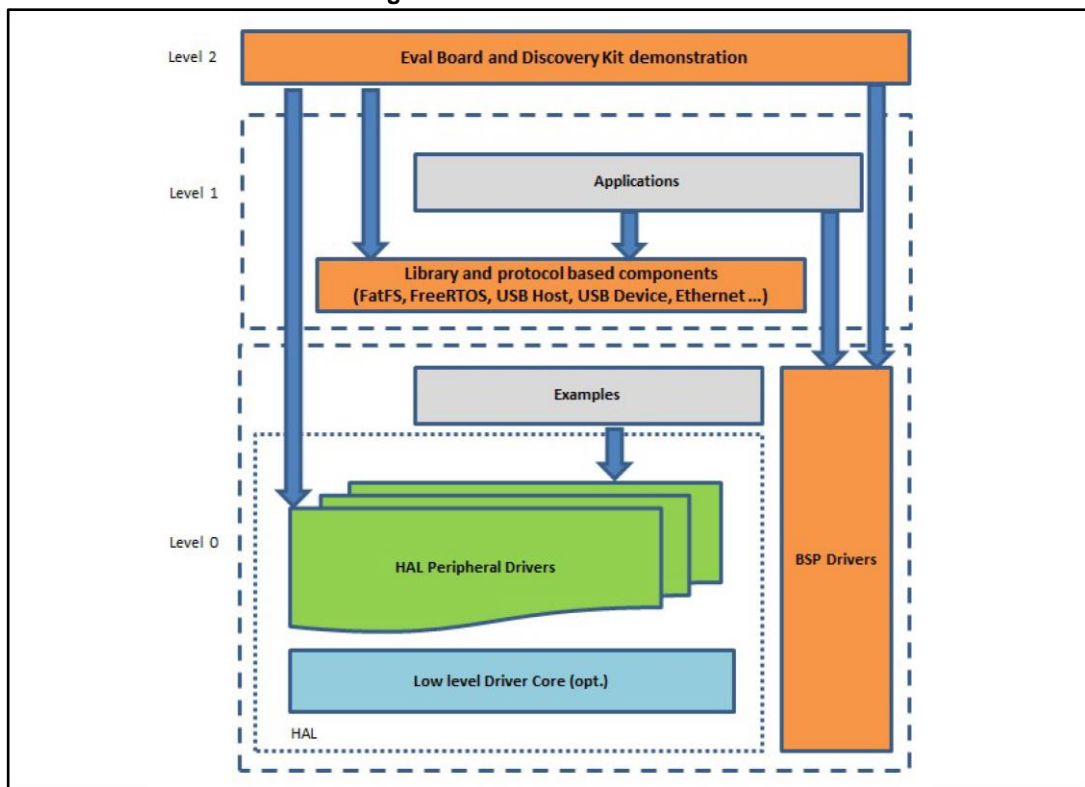 Level 2
Eval Board and Discovery Kit demonstration
Level 1
Applications
Library and protocol based components
(FatFS, FreeRTOS, USB Host, USB Device, Ethernet ...)
Examples
Level 0
HAL Peripheral Drivers
BSP Drivers
Low level Driver Core (opt.)
HAL